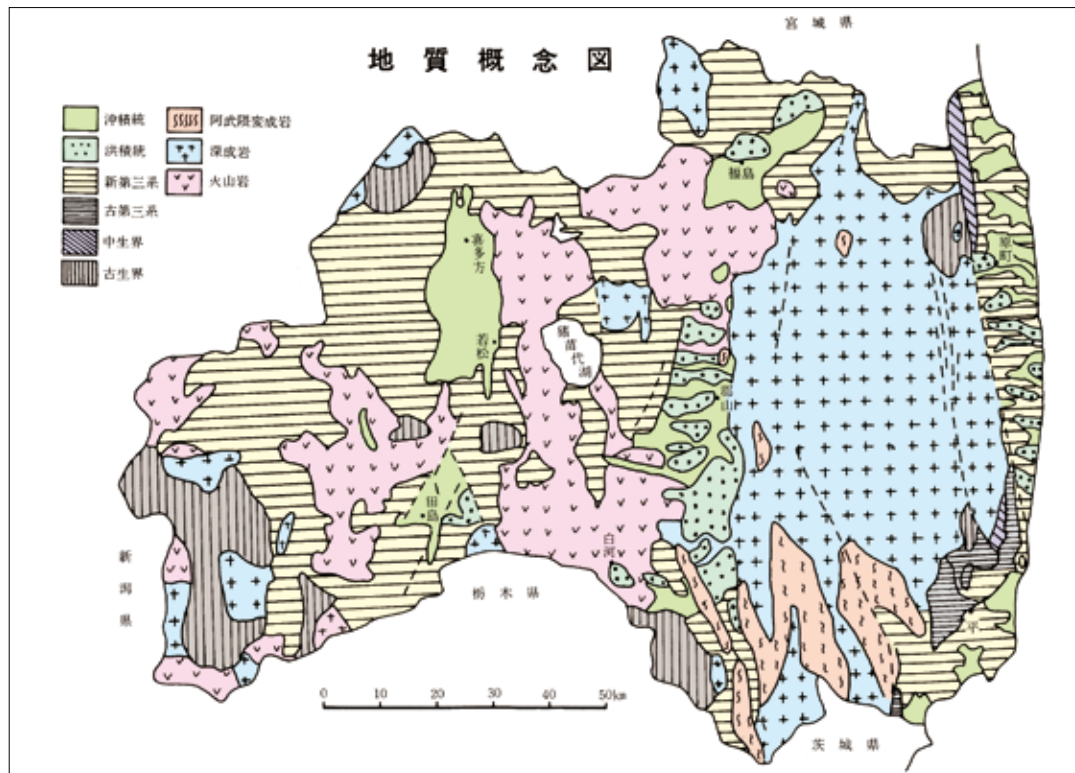 宮城県
地質概念図
沖積統
洪積統
新第三系
古第三系
中生界
古生界
阿武隈変成岩
深成岩
火山岩
福島
原町
喜多方
若松
猪苗代湖
郡山
田島
白河
平
新潟県
栃木県
茨城県
0 10 20 30 40 50km